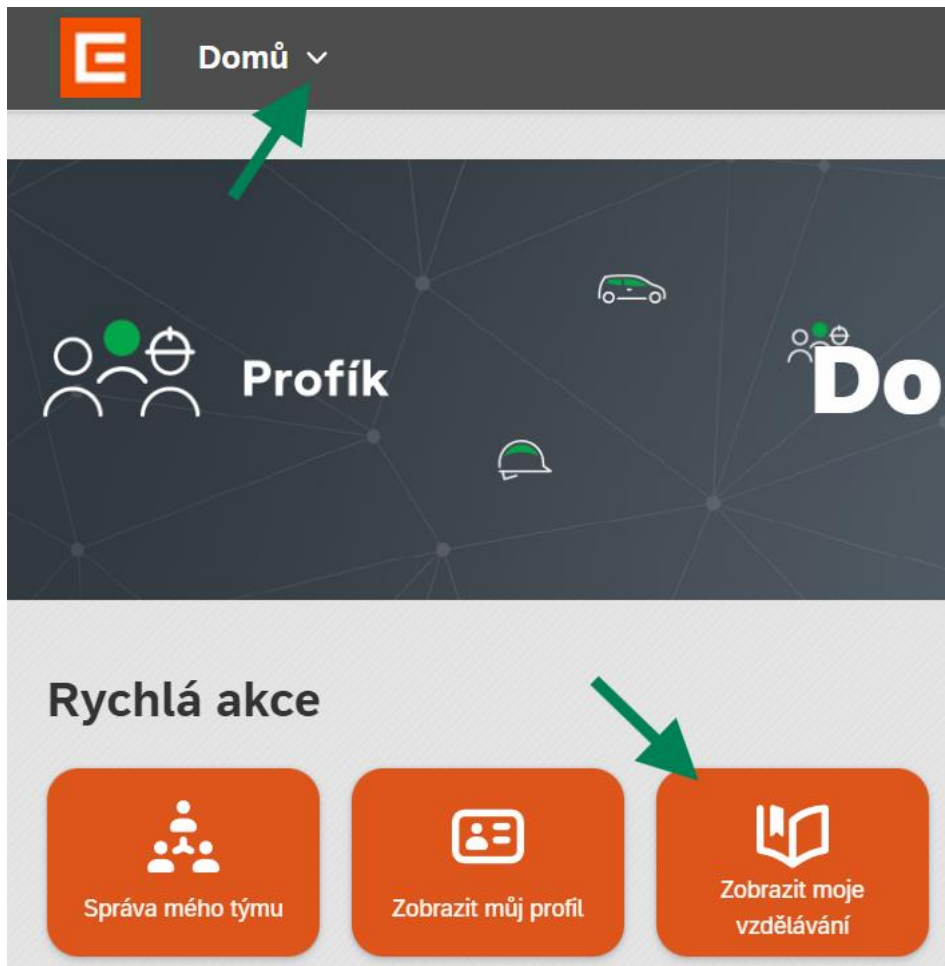 Domů
Profík
Do
Rychlá akce
Správa mého týmu
Zobrazit můj profil
Zobrazit moje
vzdělávání